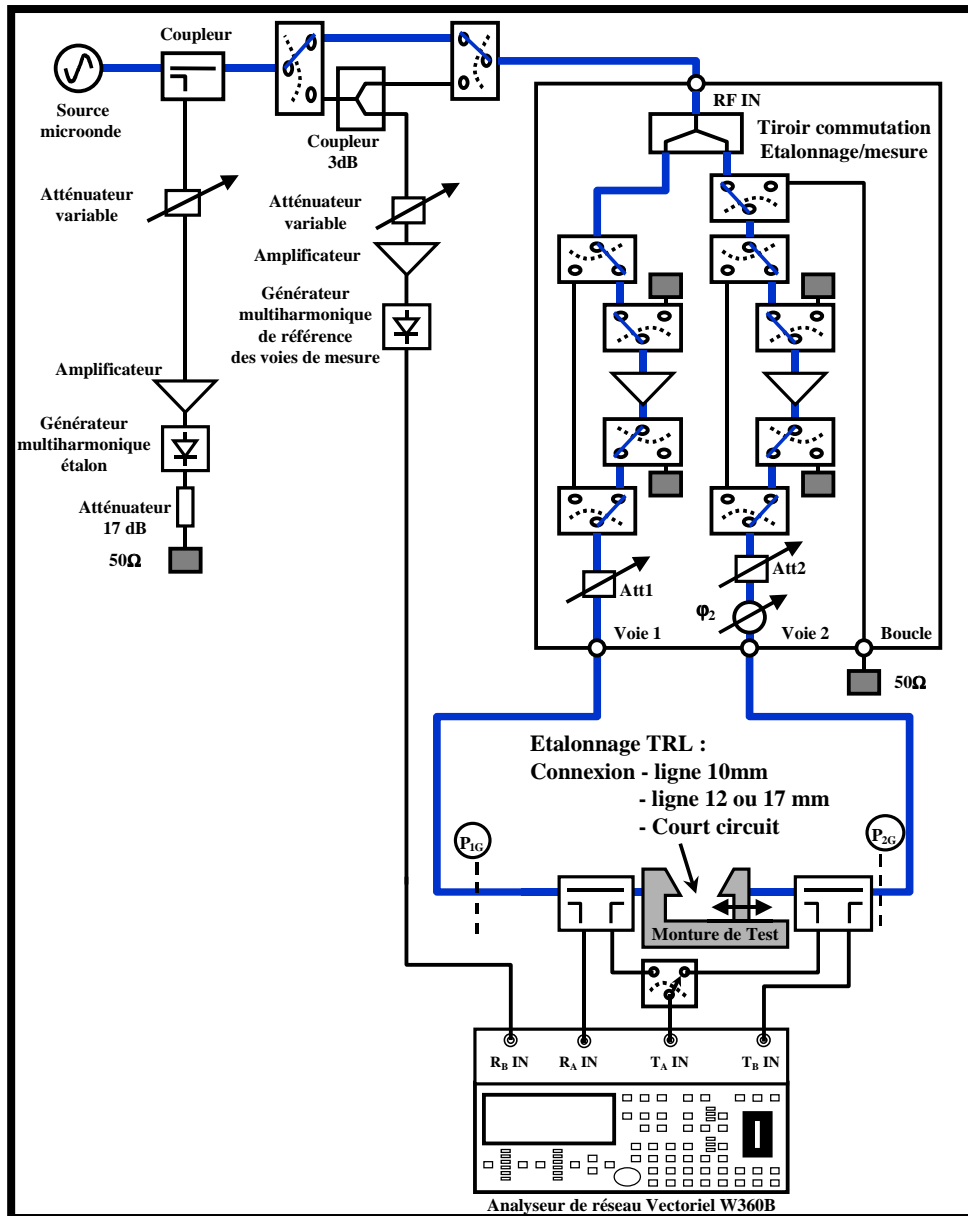 Coupleur
Source
microonde
Coupleur
3dB
RF IN
Tiroir commutation
Etalonnage/mesure
Atténuateur
variable
Atténuateur
variable
Amplificateur
Générateur
multiharmonique
de référence
des voies de mesure
Amplificateur
Générateur
multiharmonique
étalon
Atténuateur
17 dB
50Ω
Att1
Att2
φ2
Voie 1
Voie 2
Boucle
50Ω
Etalonnage TRL :
Connexion - ligne 10mm
- ligne 12 ou 17 mm
- Court circuit
P1G
P2G
Monture de Test
RB IN
RA IN
TA IN
TB IN
Analyseur de réseau Vectoriel W360B